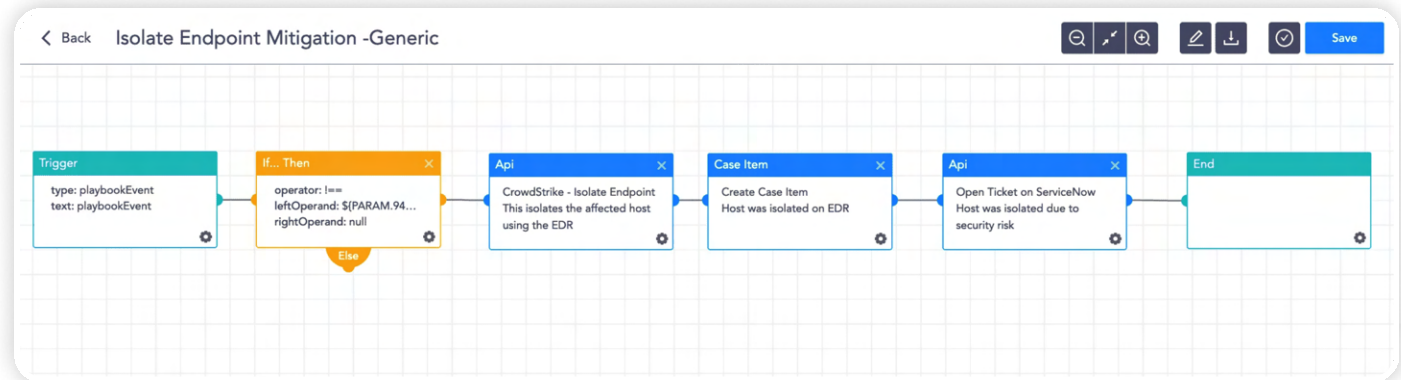 Back
Isolate Endpoint Mitigation -Generic
Save
Trigger
type: playbookEvent
text: playbookEvent
If... Then
operator: !==
leftOperand: ${PARAM.94...
rightOperand: null
Else
Api
CrowdStrike - Isolate Endpoint
This isolates the affected host
using the EDR
Case Item
Create Case Item
Host was isolated on EDR
Api
Open Ticket on ServiceNow
Host was isolated due to
security risk
End